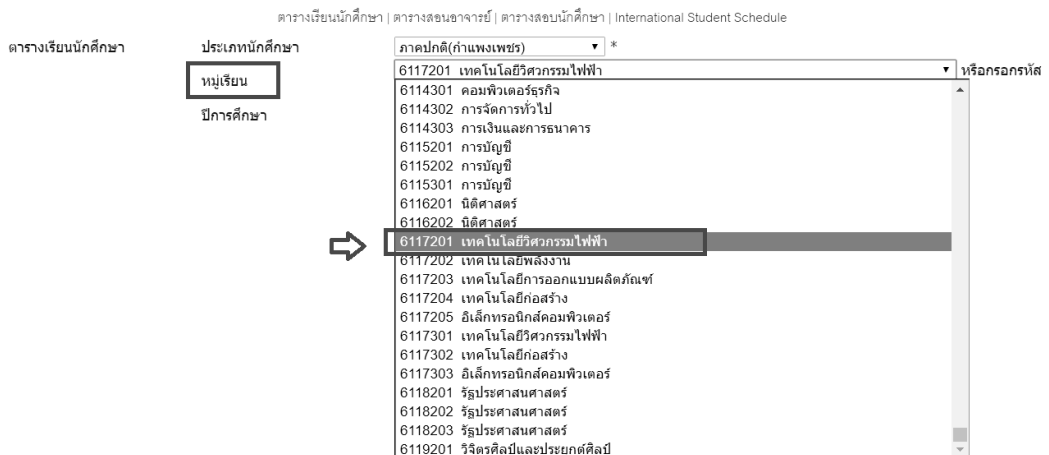 ตารางเรียนนักศึกษา | ตารางสอนอาจารย์ | ตารางสอบนักศึกษา | International Student Schedule
ตารางเรียนนักศึกษา ประเภทนักศึกษา ภาคปกติ(กำแพงเพชร) *
หมู่เรียน 6117201 เทคโนโลยีวิศวกรรมไฟฟ้า หรือกรอกรหัส
ปีการศึกษา
6114301 คอมพิวเตอร์ธุรกิจ
6114302 การจัดการทั่วไป
6114303 การเงินและการธนาคาร
6115201 การบัญชี
6115202 การบัญชี
6115301 การบัญชี
6116201 นิติศาสตร์
6116202 นิติศาสตร์
6117201 เทคโนโลยีวิศวกรรมไฟฟ้า
6117202 เทคโนโลยีพลังงาน
6117203 เทคโนโลยีการออกแบบผลิตภัณฑ์
6117204 เทคโนโลยีก่อสร้าง
6117205 อิเล็กทรอนิกส์คอมพิวเตอร์
6117301 เทคโนโลยีวิศวกรรมไฟฟ้า
6117302 เทคโนโลยีก่อสร้าง
6117303 อิเล็กทรอนิกส์คอมพิวเตอร์
6118201 รัฐประศาสนศาสตร์
6118202 รัฐประศาสนศาสตร์
6118203 รัฐประศาสนศาสตร์
6119201 วิจิตรศิลป์และประยุกต์ศิลป์